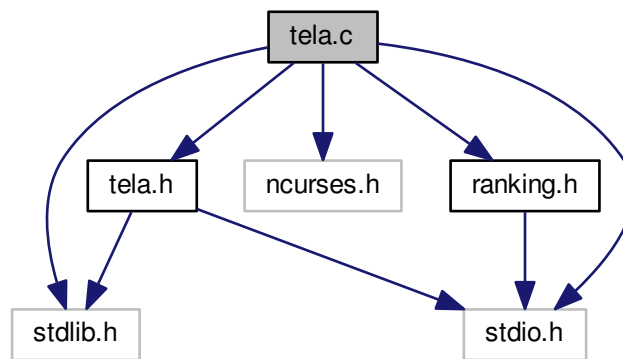 tela.c
tela.h
ncurses.h
ranking.h
stdlib.h
stdio.h